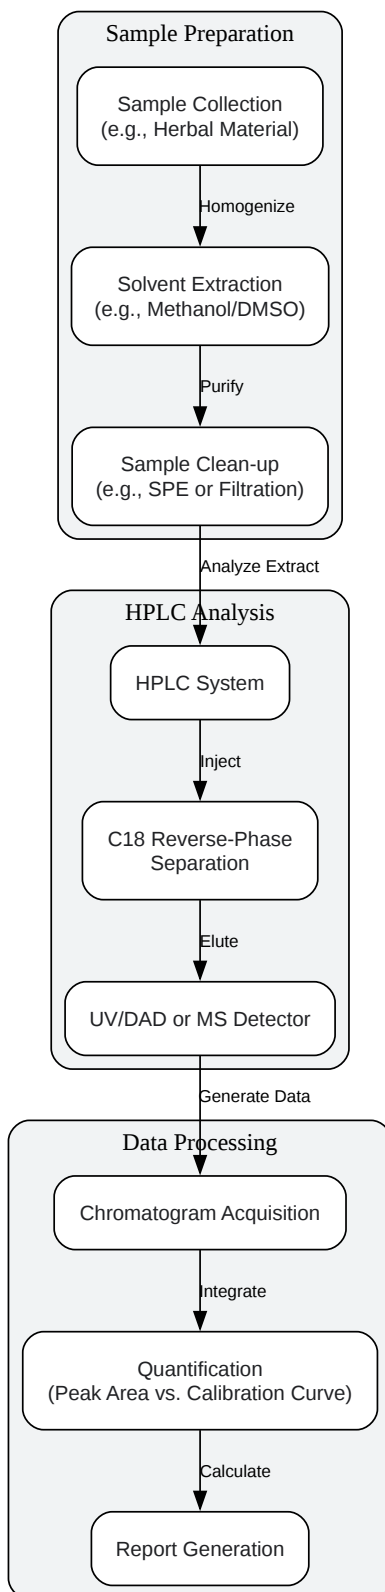 Sample Preparation
Sample Collection
(e.g., Herbal Material)
Homogenize
Solvent Extraction
(e.g., Methanol/DMSO)
Purify
Sample Clean-up
(e.g., SPE or Filtration)
Analyze Extract
HPLC Analysis
HPLC System
Inject
C18 Reverse-Phase
Separation
Elute
UV/DAD or MS Detector
Generate Data
Data Processing
Chromatogram Acquisition
Integrate
Quantification
(Peak Area vs. Calibration Curve)
Calculate
Report Generation